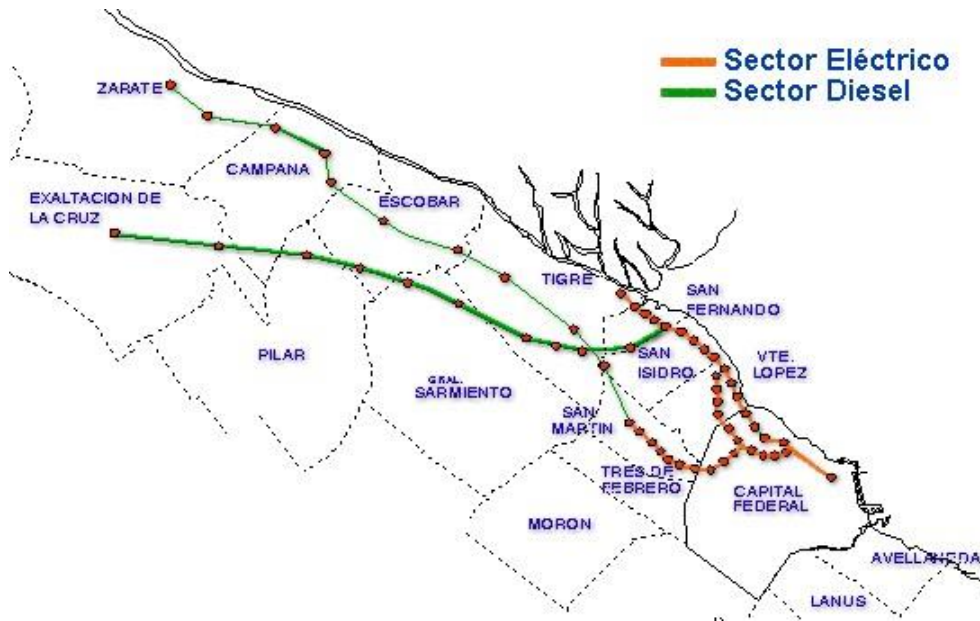 Sector Eléctrico
Sector Diesel
ZARATE
CAMPANA
EXALTACION DE
LA CRUZ
ESCOBAR
TIGRE
SAN
FERNANDO
PILAR
SAN
ISIDRO
VTE.
LOPEZ
GRAL.
SARMIENTO
SAN
MARTIN
TRES DE
FEBRERO
CAPITAL
FEDERAL
MORON
AVELLANEDA
LANUS